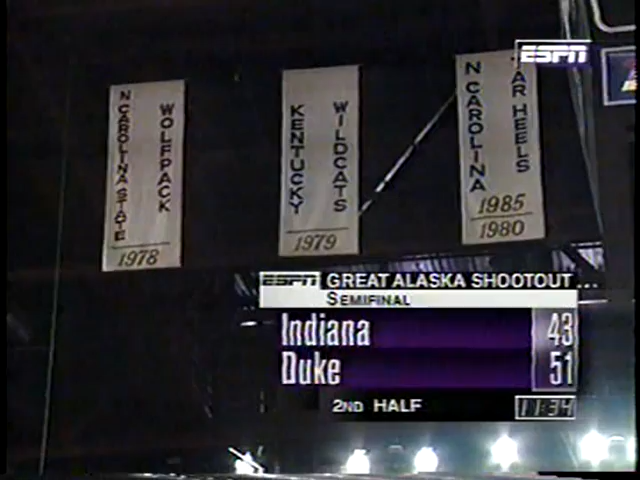 ESPN
N CAROLINA STATE
WOLFPACK
1978
KENTUCKY
WILDCATS
1979
N CAROLINA
TAR HEELS
1985
1980
ESPN GREAT ALASKA SHOOTOUT...
SEMIFINAL
Indiana 43
Duke 51
2ND HALF 11:34